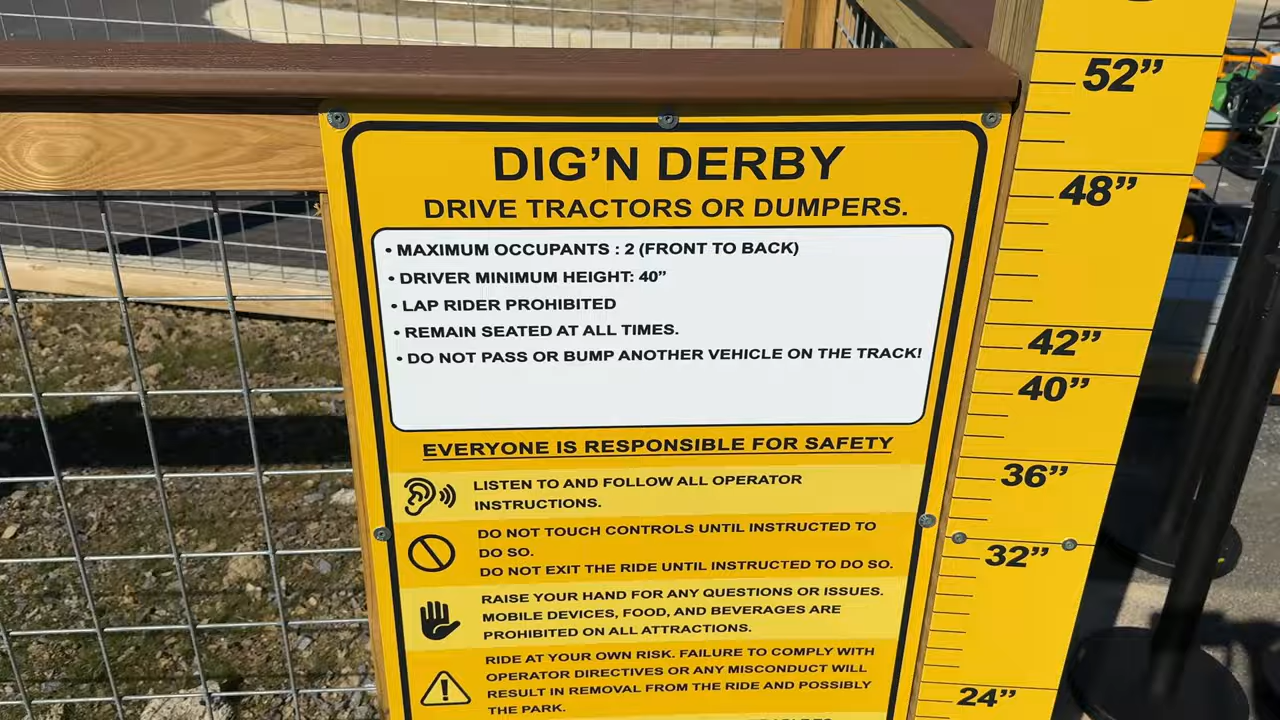 DIG’N DERBY
DRIVE TRACTORS OR DUMPERS.
• MAXIMUM OCCUPANTS : 2 (FRONT TO BACK)
• DRIVER MINIMUM HEIGHT: 40”
• LAP RIDER PROHIBITED
• REMAIN SEATED AT ALL TIMES.
• DO NOT PASS OR BUMP ANOTHER VEHICLE ON THE TRACK!
EVERYONE IS RESPONSIBLE FOR SAFETY
LISTEN TO AND FOLLOW ALL OPERATOR
INSTRUCTIONS.
DO NOT TOUCH CONTROLS UNTIL INSTRUCTED TO
DO SO.
DO NOT EXIT THE RIDE UNTIL INSTRUCTED TO DO SO.
RAISE YOUR HAND FOR ANY QUESTIONS OR ISSUES.
MOBILE DEVICES, FOOD, AND BEVERAGES ARE
PROHIBITED ON ALL ATTRACTIONS.
RIDE AT YOUR OWN RISK. FAILURE TO COMPLY WITH
OPERATOR DIRECTIVES OR ANY MISCONDUCT WILL
RESULT IN REMOVAL FROM THE RIDE AND POSSIBLY
THE PARK.
52”
48”
42”
40”
36”
32”
24”